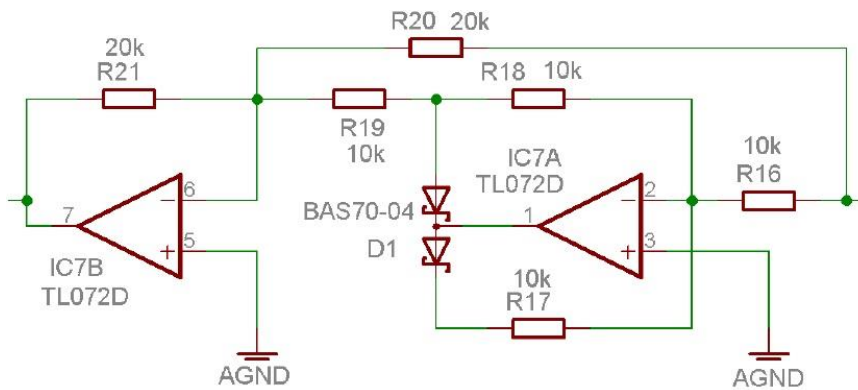 R20 20k
20k
R21
R18 10k
R19
10k
IC7A
TL072D
10k
R16
6
7
5
BAS70-04
1
2
3
D1
IC7B
TL072D
10k
R17
AGND
AGND